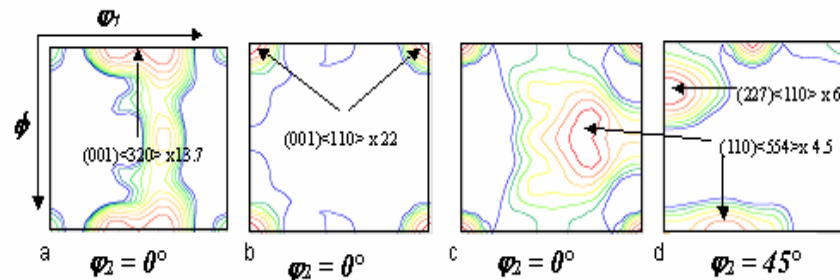 φ1
ϕ
(001)<320> x13.7
(001)<110> x 22
(227)<110> x 6
(110)<554>x 4.5
a
φ2 = 0°
b
φ2 = 0°
c
φ2 = 0°
d
φ2 = 45°